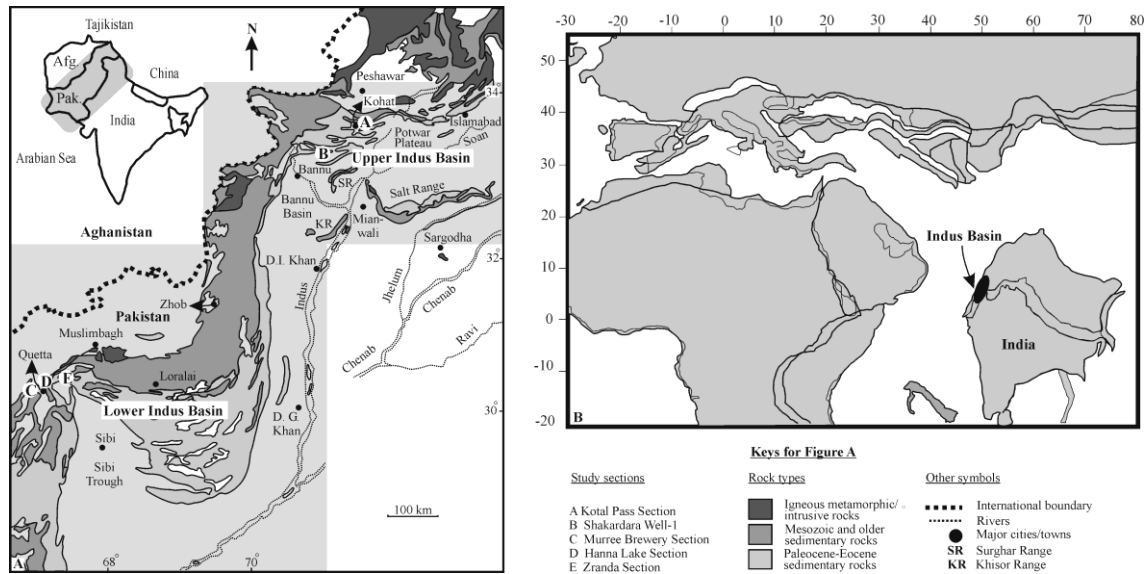 Tajikistan
Afg.
China
Pak.
India
Arabian Sea
N
Peshawar
34°
Kohat
A
Islamabad
Potwar
Plateau
Soan
B
Upper Indus Basin
Bannu
SR
Salt Range
Bannu
Basin
KR
Mian-
wali
Aghanistan
Sargodha
32°
D.I. Khan
Indus
Jhelum
Chenab
Zhob
Pakistan
Muslimbagh
Ravi
Chenab
Quetta
C
D
E
Loralai
Lower Indus Basin
D. G.
Khan
30°
Sibi
Sibi
Trough
100 km
A
68°
70°
-30 -20 -10 0 10 20 30 40 50 60 70 80
50
40
30
20
10
0
-10
-20
Indus Basin
India
B
Keys for Figure A
Study sections
A Kotal Pass Section
B Shakardara Well-1
C Murree Brewery Section
D Hanna Lake Section
E Zranda Section
Rock types
Igneous metamorphic/
intrusive rocks
Mesozoic and older
sedimentary rocks
Paleocene-Eocene
sedimentary rocks
Other symbols
International boundary
Rivers
Major cities/towns
SR Surghar Range
KR Khisor Range